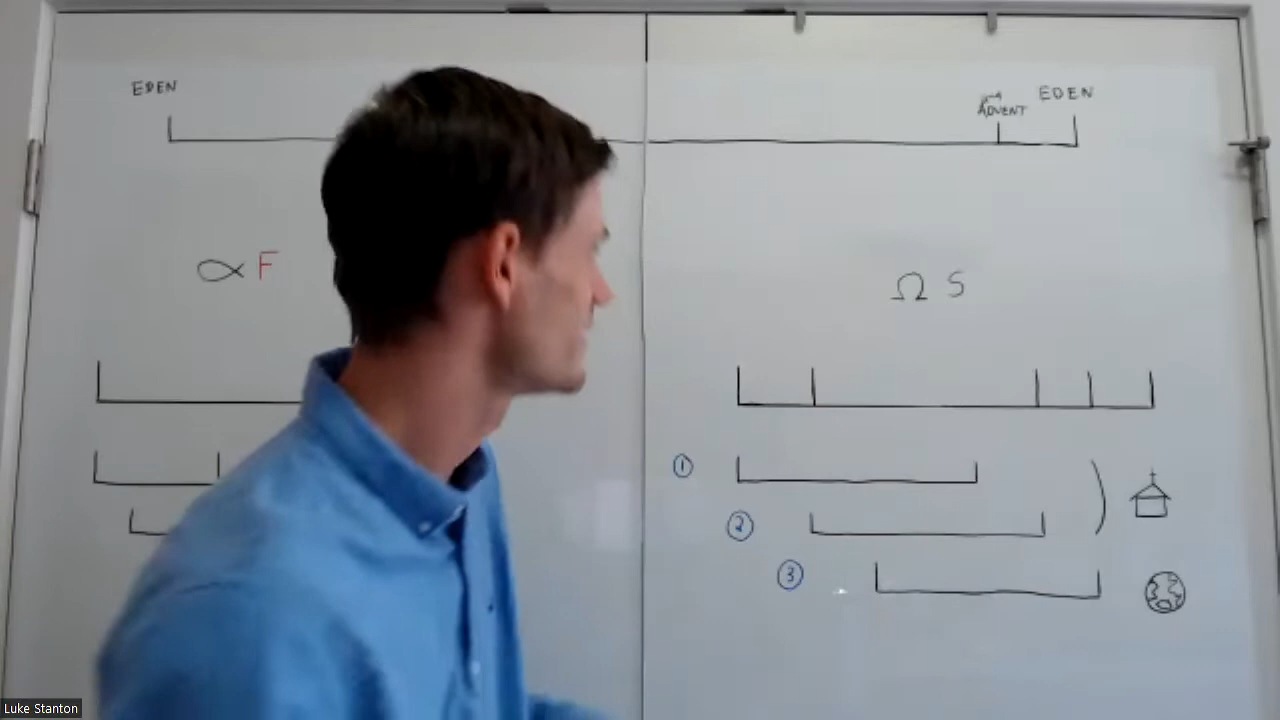 EDEN
ADVENT
EDEN
α F
Ω S
①
②
③
Luke Stanton